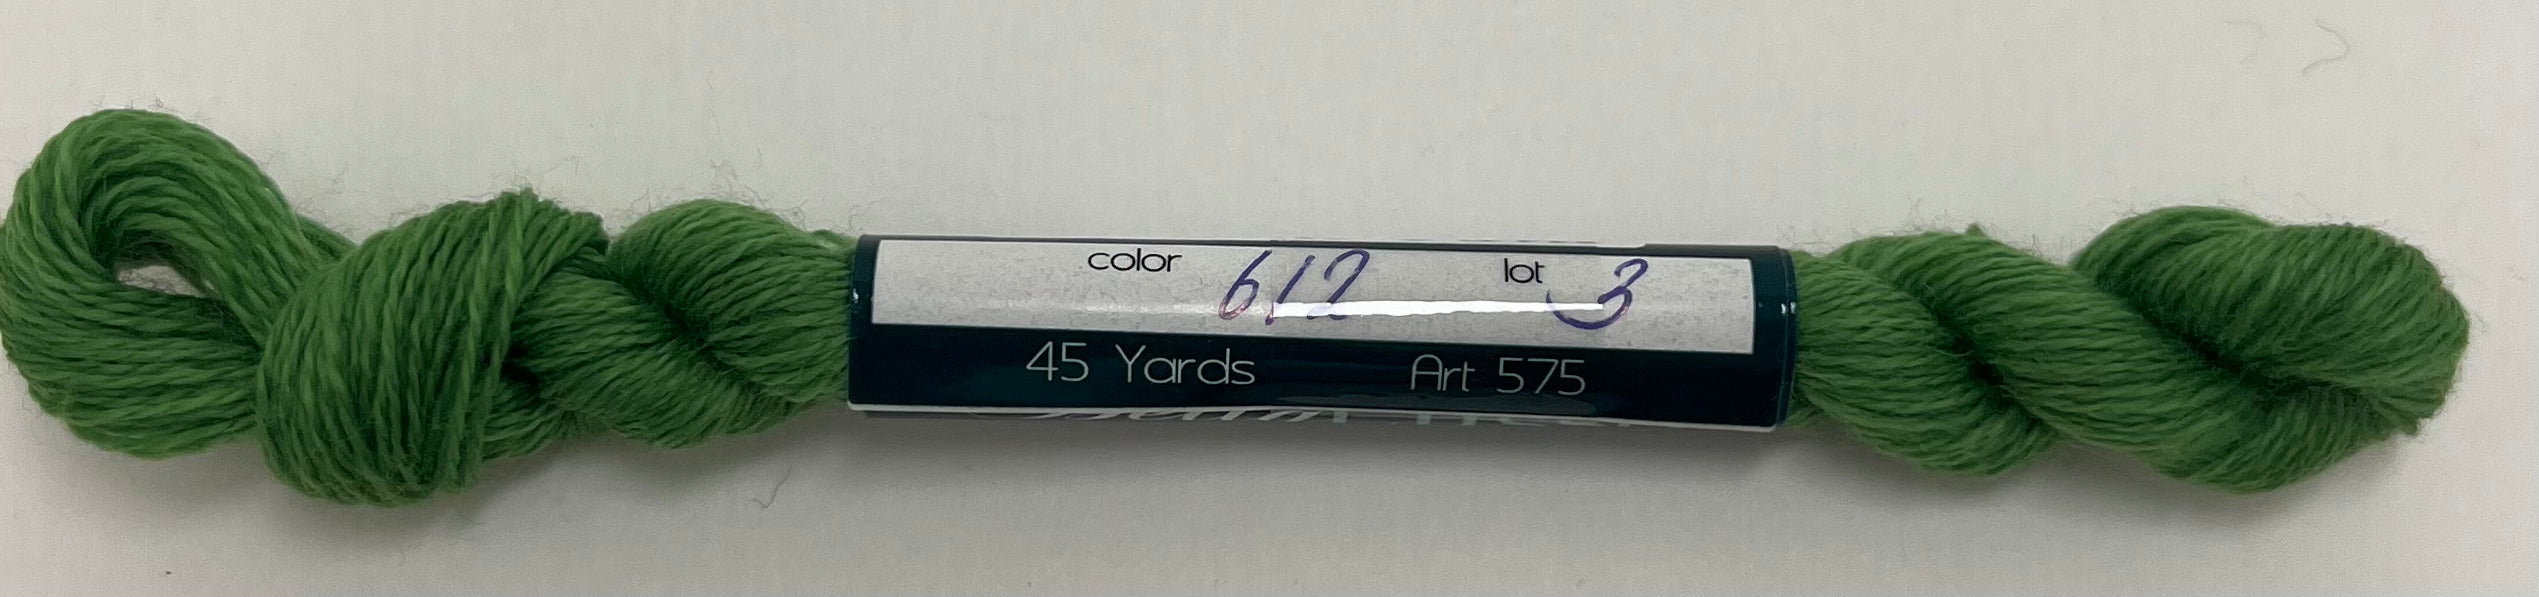 color 612 lot 3
45 Yards Art 575